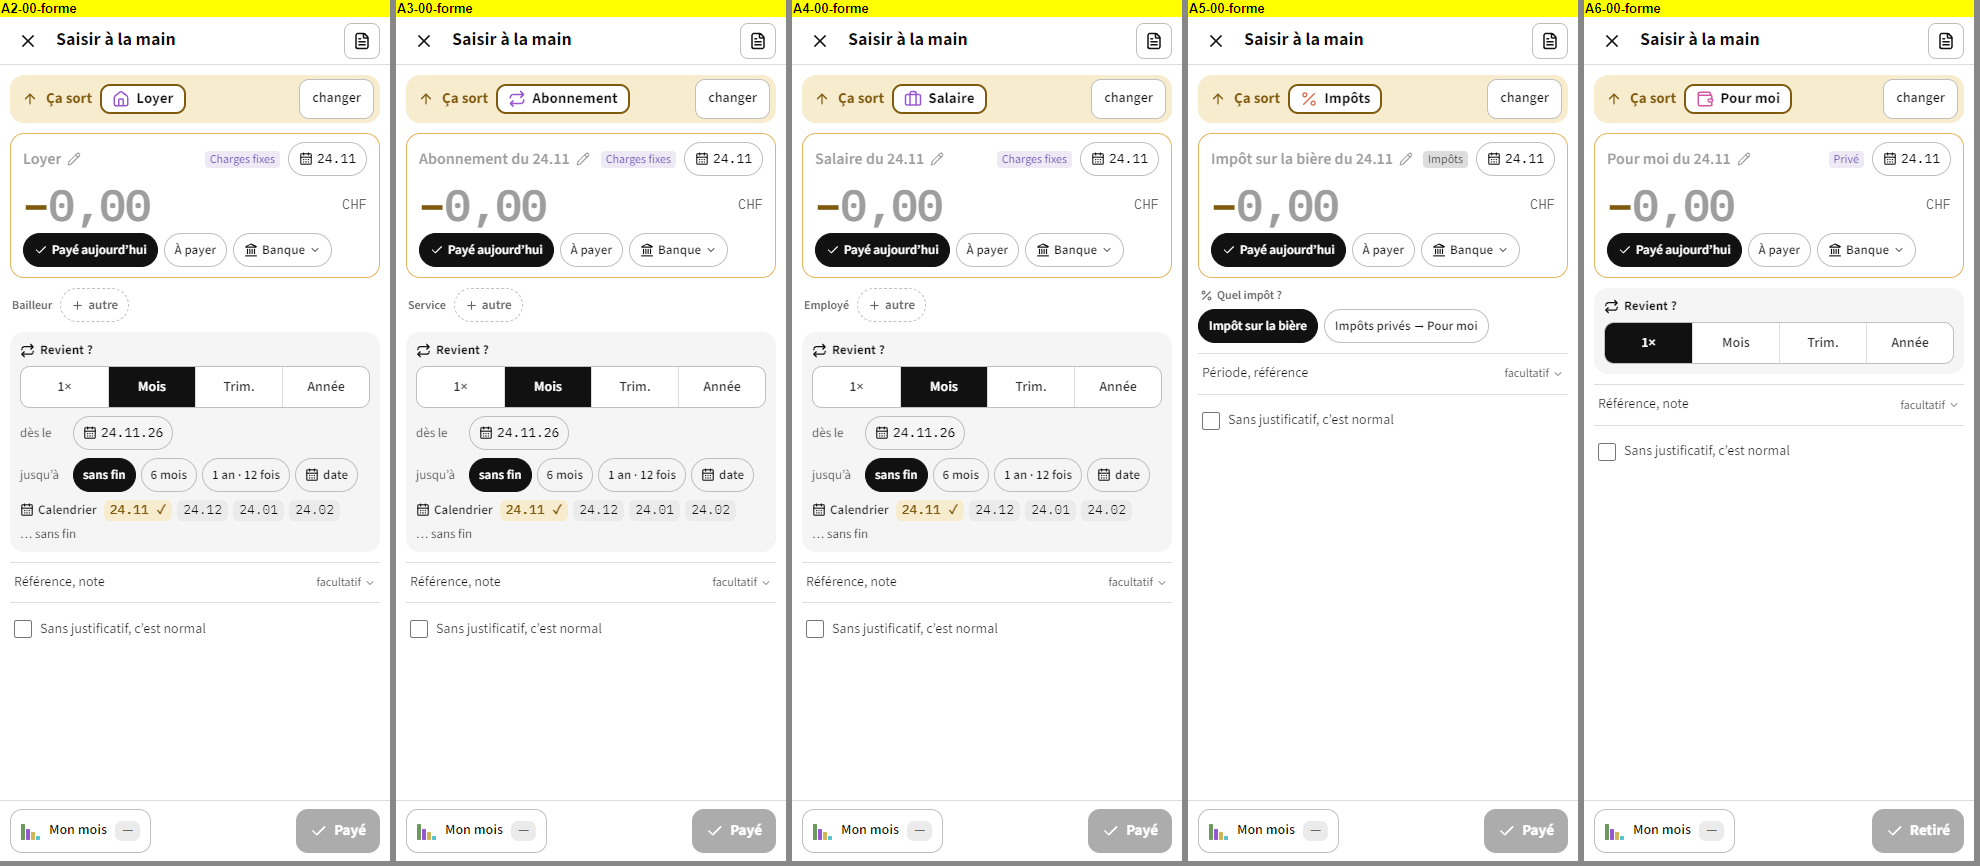 A2-00-forme
Saisir à la main
Ça sort Loyer changer
Loyer Charges fixes 24.11
−0,00 CHF
Payé aujourd’hui À payer Banque
Bailleur + autre
Revient ?
1× Mois Trim. Année
dès le 24.11.26
jusqu’à sans fin 6 mois 1 an · 12 fois date
Calendrier 24.11 ✓ 24.12 24.01 24.02
… sans fin
Référence, note facultatif
Sans justificatif, c’est normal
Mon mois — Payé
A3-00-forme
Saisir à la main
Ça sort Abonnement changer
Abonnement du 24.11 Charges fixes 24.11
−0,00 CHF
Payé aujourd’hui À payer Banque
Service + autre
Revient ?
1× Mois Trim. Année
dès le 24.11.26
jusqu’à sans fin 6 mois 1 an · 12 fois date
Calendrier 24.11 ✓ 24.12 24.01 24.02
… sans fin
Référence, note facultatif
Sans justificatif, c’est normal
Mon mois — Payé
A4-00-forme
Saisir à la main
Ça sort Salaire changer
Salaire du 24.11 Charges fixes 24.11
−0,00 CHF
Payé aujourd’hui À payer Banque
Employé + autre
Revient ?
1× Mois Trim. Année
dès le 24.11.26
jusqu’à sans fin 6 mois 1 an · 12 fois date
Calendrier 24.11 ✓ 24.12 24.01 24.02
… sans fin
Référence, note facultatif
Sans justificatif, c’est normal
Mon mois — Payé
A5-00-forme
Saisir à la main
Ça sort Impôts changer
Impôt sur la bière du 24.11 Impôts 24.11
−0,00 CHF
Payé aujourd’hui À payer Banque
Quel impôt ?
Impôt sur la bière Impôts privés → Pour moi
Période, référence facultatif
Sans justificatif, c’est normal
Mon mois — Payé
A6-00-forme
Saisir à la main
Ça sort Pour moi changer
Pour moi du 24.11 Privé 24.11
−0,00 CHF
Payé aujourd’hui À payer Banque
Revient ?
1× Mois Trim. Année
Référence, note facultatif
Sans justificatif, c’est normal
Mon mois — Retiré